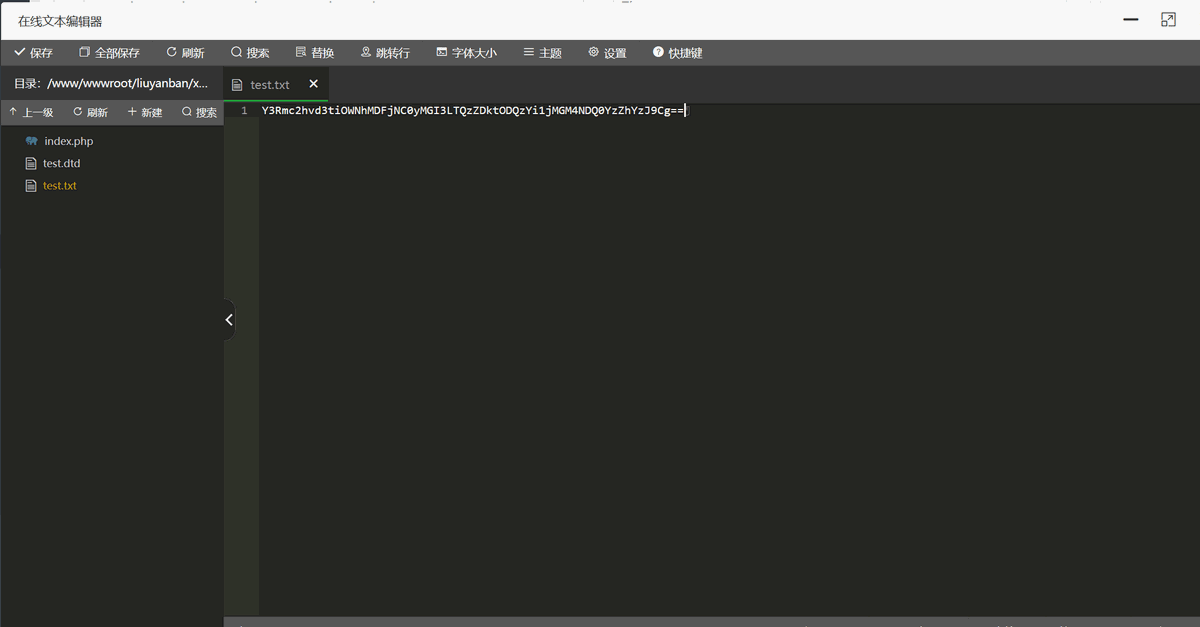 在线文本编辑器
保存 全部保存 刷新 搜索 替换 跳转行 字体大小 主题 设置 快捷键
目录: /www/wwwroot/liuyanban/x... test.txt
上一级 刷新 新建 搜索
1 Y3Rmc2hvd3tiOWNhMDFjNC0yMGI3LTQzZDktODQzYi1jMGM4NDQ0YzZhYzJ9Cg==
index.php
test.dtd
test.txt